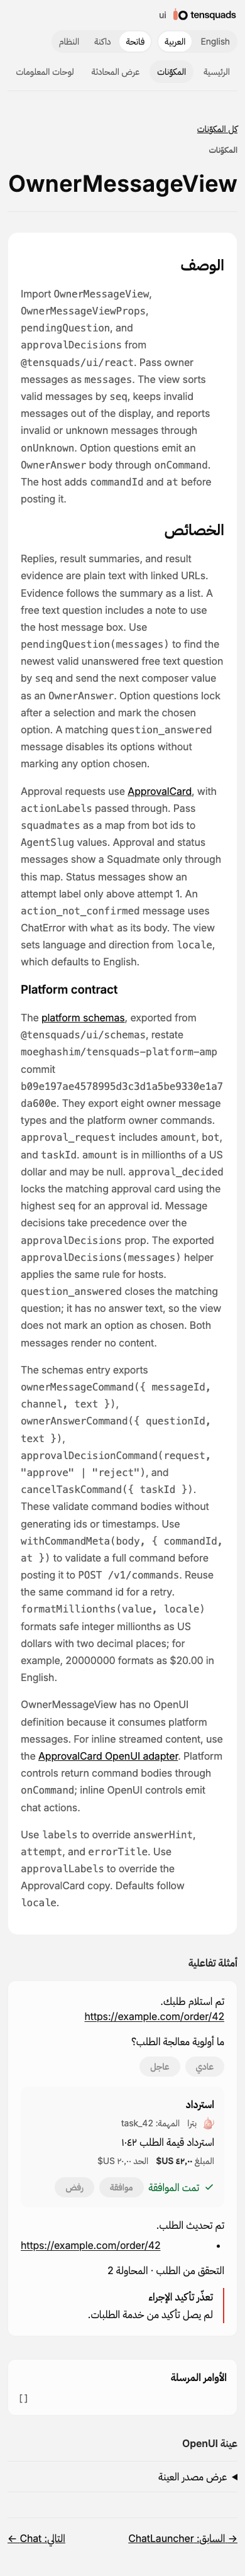 tensquads ui
English العربية فاتحة داكنة النظام
الرئيسية المكوّنات عرض المحادثة لوحات المعلومات
كل المكوّنات
المكوّنات
OwnerMessageView
الوصف
Import OwnerMessageView,
OwnerMessageViewProps,
pendingQuestion, and
approvalDecisions from
@tensquads/ui/react. Pass owner
messages as messages. The view sorts
valid messages by seq, keeps invalid
messages out of the display, and reports
invalid or unknown messages through
onUnknown. Option questions emit an
OwnerAnswer body through onCommand.
The host adds commandId and at before
posting it.
الخصائص
Replies, result summaries, and result
evidence are plain text with linked URLs.
Evidence follows the summary as a list. A
free text question includes a note to use
the host message box. Use
pendingQuestion(messages) to find the
newest valid unanswered free text question
by seq and send the next composer value
as an OwnerAnswer. Option questions lock
after a selection and mark the chosen
option. A matching question_answered
message disables its options without
marking any option chosen.
Approval requests use ApprovalCard, with
actionLabels passed through. Pass
squadmates as a map from bot ids to
AgentSlug values. Approval and status
messages show a Squadmate only through
this map. Status messages show an
attempt label only above attempt 1. An
action_not_confirmed message uses
ChatError with what as its body. The view
sets language and direction from locale,
which defaults to English.
Platform contract
The platform schemas, exported from
@tensquads/ui/schemas, restate
moeghashim/tensquads-platform-amp
commit
b09e197ae4578995d3c3d1a5be9330e1a7
da600e. They export eight owner message
types and the platform owner commands.
approval_request includes amount, bot,
and taskId. amount is in millionths of a US
dollar and may be null. approval_decided
locks the matching approval card using the
highest seq for an approval id. Message
decisions take precedence over the
approvalDecisions prop. The exported
approvalDecisions(messages) helper
applies the same rule for hosts.
question_answered closes the matching
question; it has no answer text, so the view
does not mark an option as chosen. Both
messages render no content.
The schemas entry exports
ownerMessageCommand({ messageId,
channel, text }),
ownerAnswerCommand({ questionId,
text }),
approvalDecisionCommand(request,
"approve" | "reject"), and
cancelTaskCommand({ taskId }).
These validate command bodies without
generating ids or timestamps. Use
withCommandMeta(body, { commandId,
at }) to validate a full command before
posting it to POST /v1/commands. Reuse
the same command id for a retry.
formatMillionths(value, locale)
formats safe integer millionths as US
dollars with two decimal places; for
example, 20000000 formats as $20.00 in
English.
OwnerMessageView has no OpenUI
definition because it consumes platform
messages. For inline streamed content, use
the ApprovalCard OpenUI adapter. Platform
controls return command bodies through
onCommand; inline OpenUI controls emit
chat actions.
Use labels to override answerHint,
attempt, and errorTitle. Use
approvalLabels to override the
ApprovalCard copy. Defaults follow
locale.
أمثلة تفاعلية
تم استلام طلبك.
https://example.com/order/42
ما أولوية معالجة الطلب؟
عادي عاجل
استرداد
بترا المهمة: task_42
استرداد قيمة الطلب ١٠٤٢
المبلغ ٤٢٫٠٠ US$ الحد ٢٠٫٠٠ US$
تمت الموافقة موافقة رفض
تم تحديث الطلب.
• https://example.com/order/42
التحقق من الطلب · المحاولة 2
تعذّر تأكيد الإجراء
لم يصل تأكيد من خدمة الطلبات.
الأوامر المرسلة
[]
عينة OpenUI
◀ عرض مصدر العينة
→ السابق: ChatLauncher
التالي: Chat ←